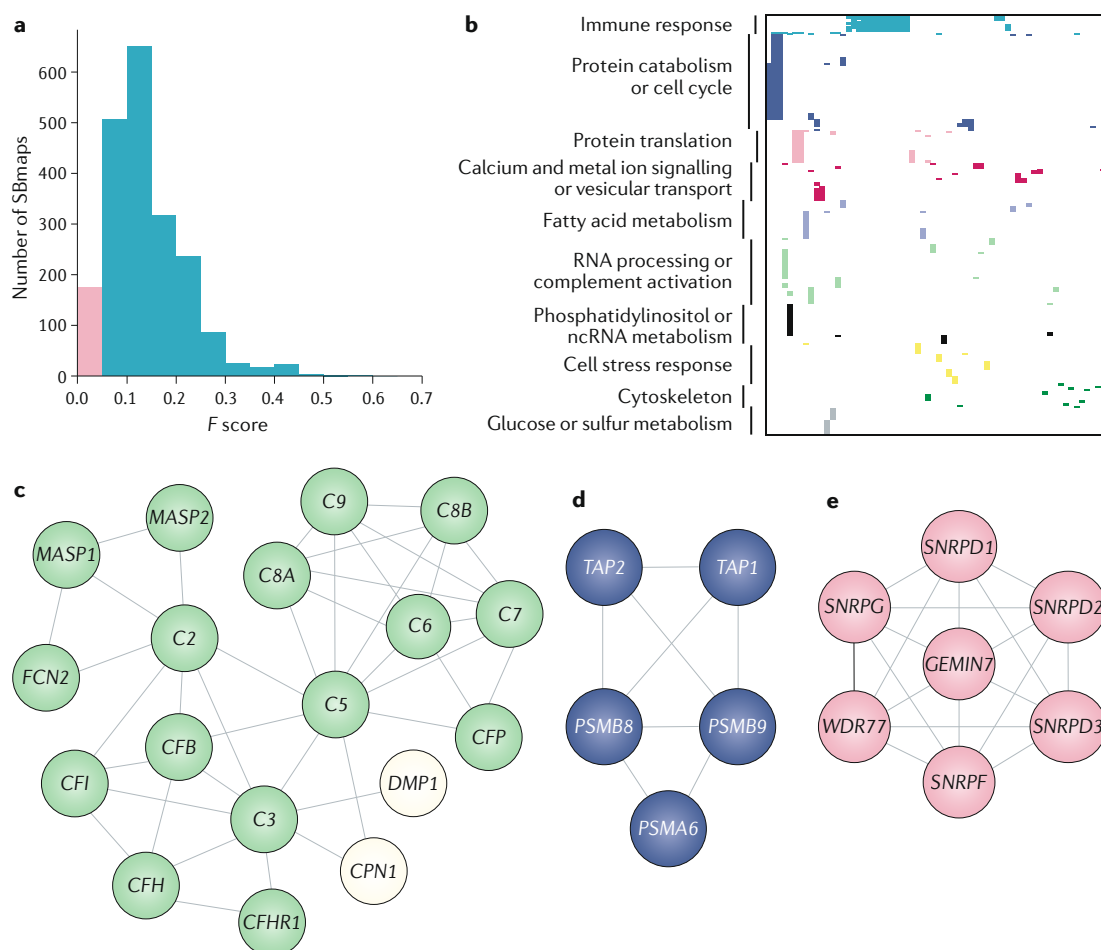 a
Number of SBmaps
600
500
400
300
200
100
0
0.0 0.1 0.2 0.3 0.4 0.5 0.6 0.7
F score
b
Immune response
Protein catabolism
or cell cycle
Protein translation
Calcium and metal ion signalling
or vesicular transport
Fatty acid metabolism
RNA processing or
complement activation
Phosphatidylinositol or
ncRNA metabolism
Cell stress response
Cytoskeleton
Glucose or sulfur metabolism
c
MASP2
MASP1
C9
C8B
C8A
C6
C7
C2
FCN2
C5
CFB
CFP
CFI
DMP1
C3
CPN1
CFH
CFHR1
d
TAP2
TAP1
PSMB8
PSMB9
PSMA6
e
SNRPD1
SNRPG
SNRPD2
GEMIN7
WDR77
SNRPD3
SNRPF